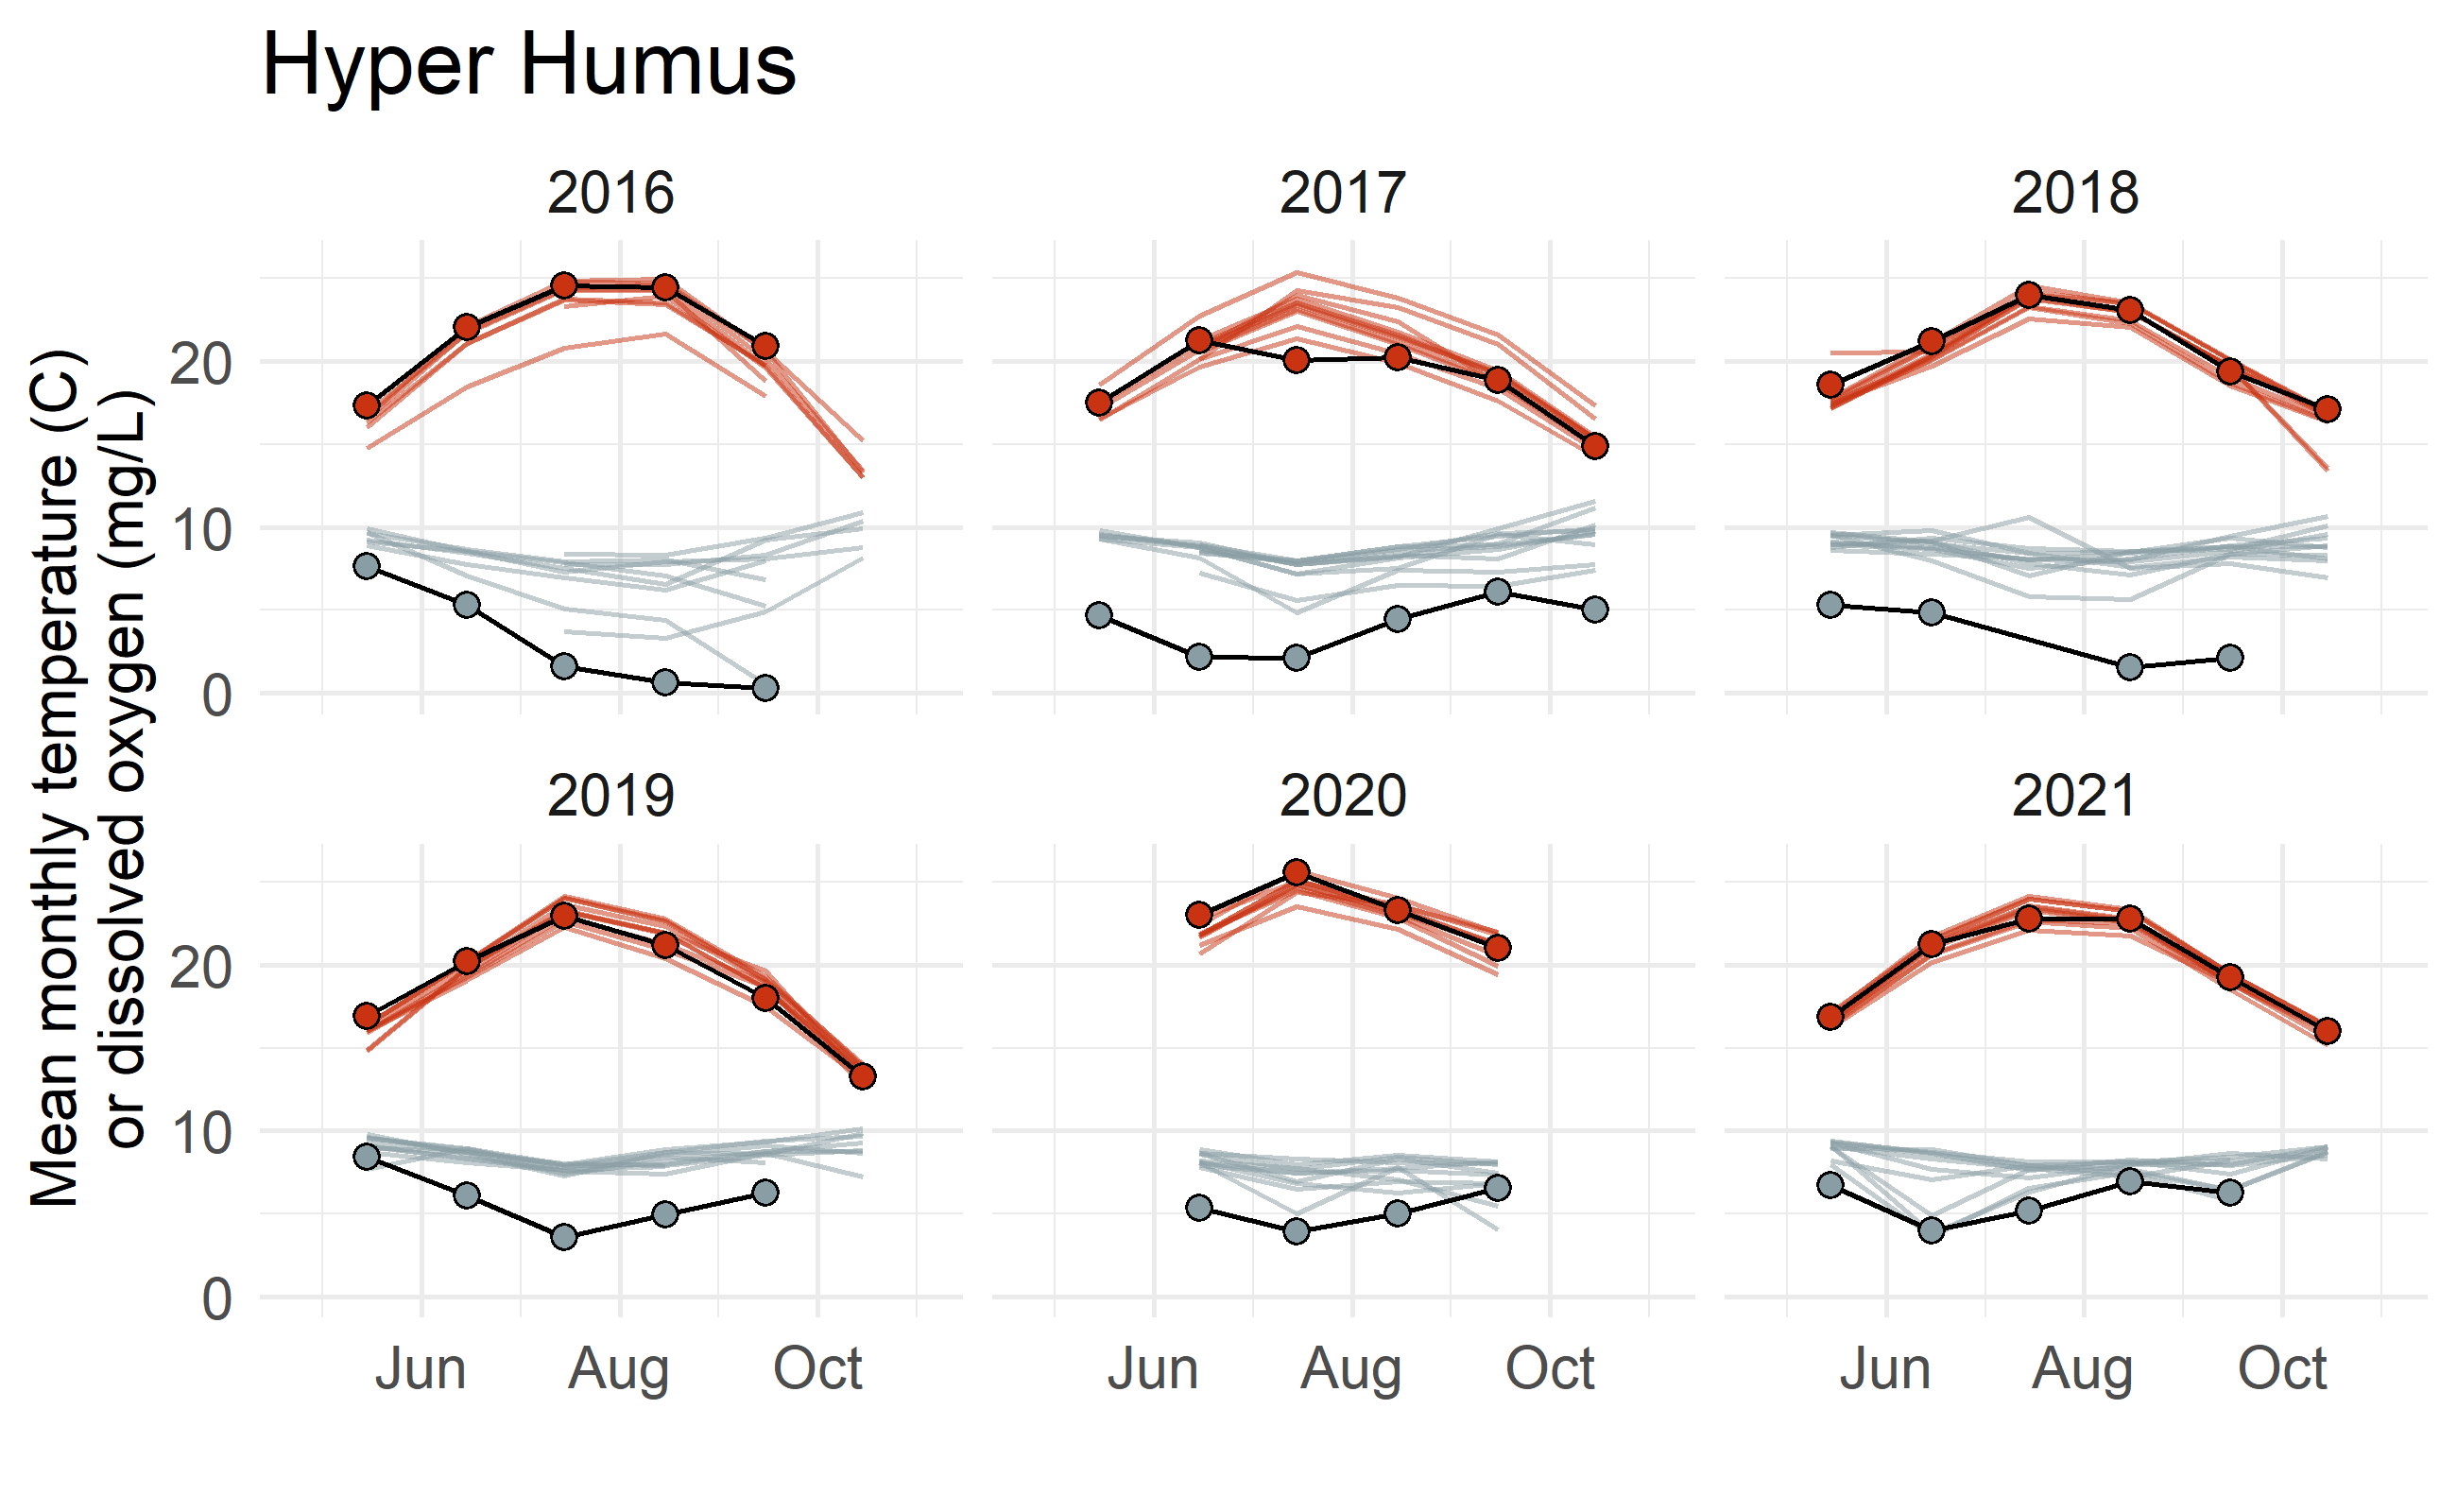 Hyper Humus
2016
2017
2018
20
10
0
2019
2020
2021
20
10
0
Jun
Aug
Oct
Jun
Aug
Oct
Jun
Aug
Oct
Mean monthly temperature (C)
or dissolved oxygen (mg/L)